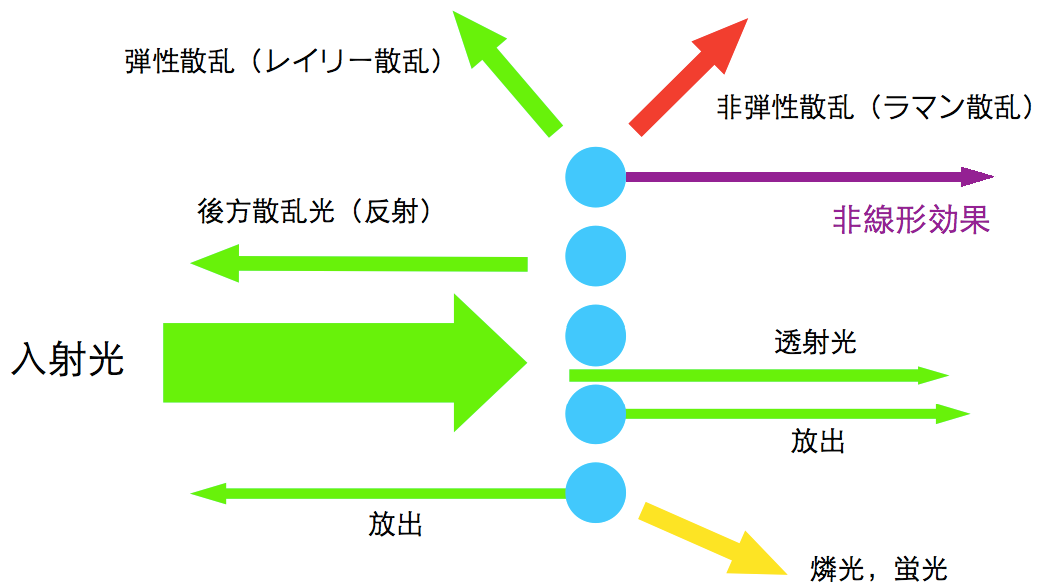 弾性散乱（レイリー散乱）
非弾性散乱（ラマン散乱）
後方散乱光（反射）
非線形効果
入射光
透射光
放出
放出
燐光，蛍光